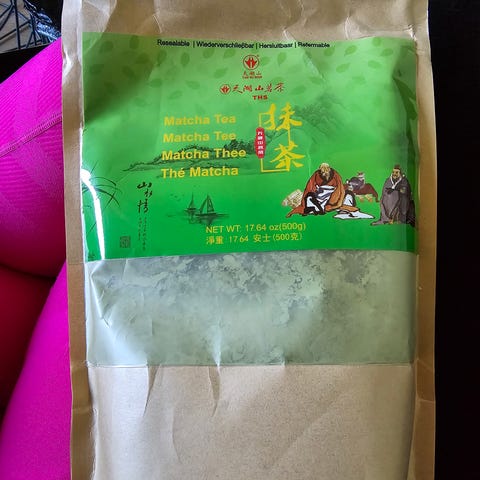 Resealable | Wiederverschließbar | Hersluitbaar | Refermable
天湖山
天湖山茗茶
THS
Matcha Tea
Matcha Tee
Matcha Thee
Thé Matcha
抹茶
NET WT: 17.64 oz(500g)
淨重 17.64 安士(500克)